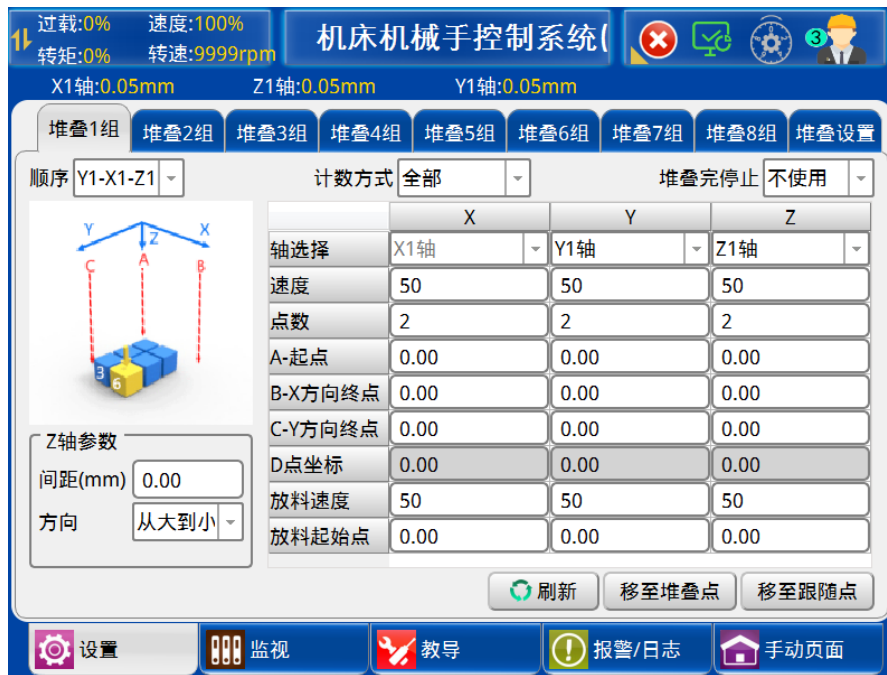 过载:0% 速度:100%
机床机械手控制系统(
3
转矩:0% 转速:9999rpm
X1轴:0.05mm Z1轴:0.05mm Y1轴:0.05mm
堆叠1组 堆叠2组 堆叠3组 堆叠4组 堆叠5组 堆叠6组 堆叠7组 堆叠8组 堆叠设置
顺序 Y1-X1-Z1 计数方式 全部 堆叠完停止 不使用
X Y Z
轴选择 X1轴 Y1轴 Z1轴
速度 50 50 50
点数 2 2 2
A-起点 0.00 0.00 0.00
B-X方向终点 0.00 0.00 0.00
C-Y方向终点 0.00 0.00 0.00
D点坐标 0.00 0.00 0.00
放料速度 50 50 50
放料起始点 0.00 0.00 0.00
Y Z X
C A B
3 6
Z轴参数
间距(mm) 0.00
方向 从大到小
刷新 移至堆叠点 移至跟随点
设置 监视 教导 报警/日志 手动页面